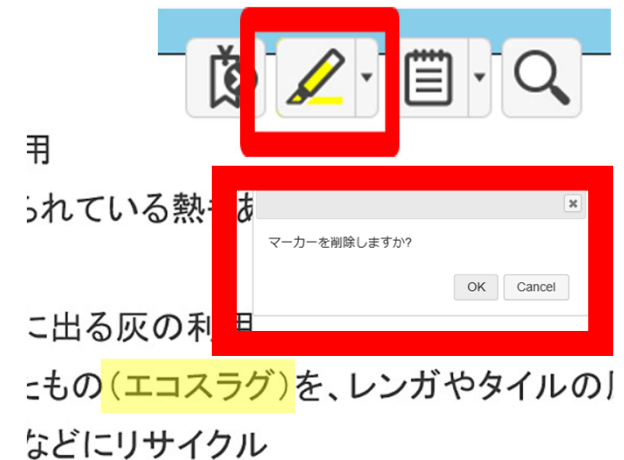 用
られている熱
マーカーを削除しますか?
OK Cancel
に出る灰の利用
たもの(エコスラグ)を、レンガやタイルの
などにリサイクル